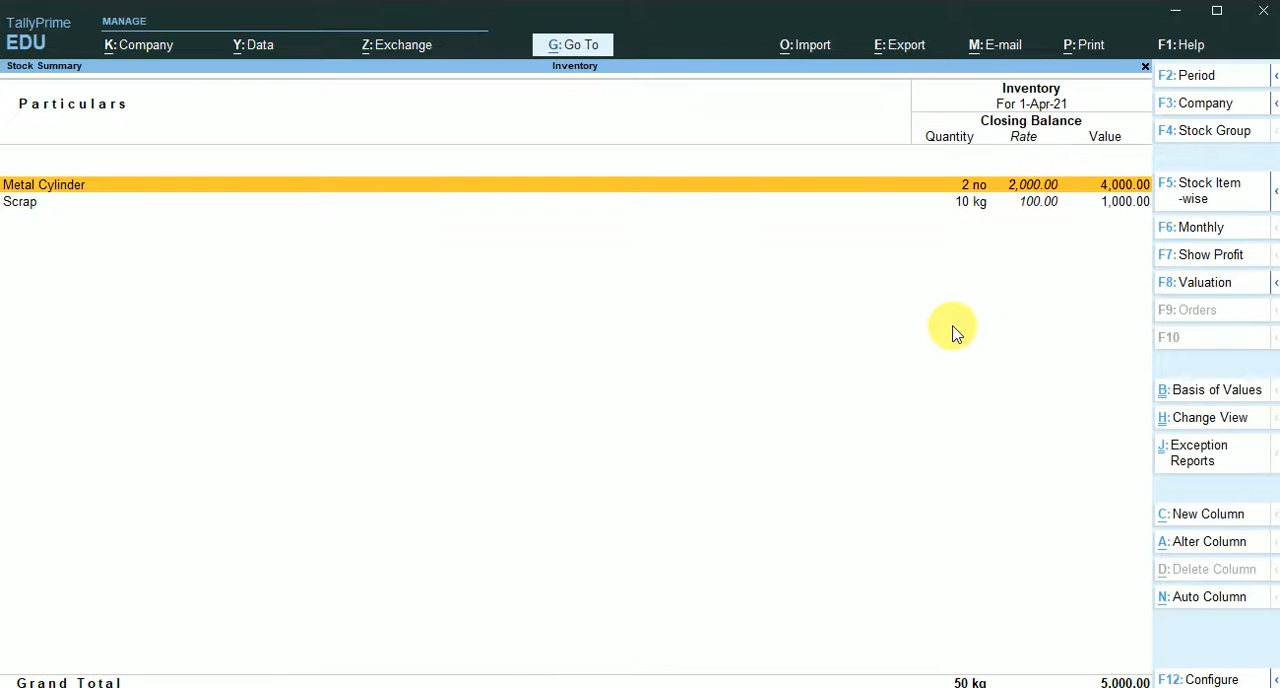 TallyPrime
EDU
MANAGE
K: Company
Y: Data
Z: Exchange
G: Go To
O: Import
E: Export
M: E-mail
P: Print
F1: Help
Stock Summary
Inventory
Particulars
Inventory
For 1-Apr-21
Closing Balance
Quantity Rate Value
Metal Cylinder 2 no 2,000.00 4,000.00
Scrap 10 kg 100.00 1,000.00
Grand Total 50 kg 5,000.00
F2: Period
F3: Company
F4: Stock Group
F5: Stock Item
-wise
F6: Monthly
F7: Show Profit
F8: Valuation
F9: Orders
F10
B: Basis of Values
H: Change View
J: Exception
Reports
C: New Column
A: Alter Column
D: Delete Column
N: Auto Column
F12: Configure